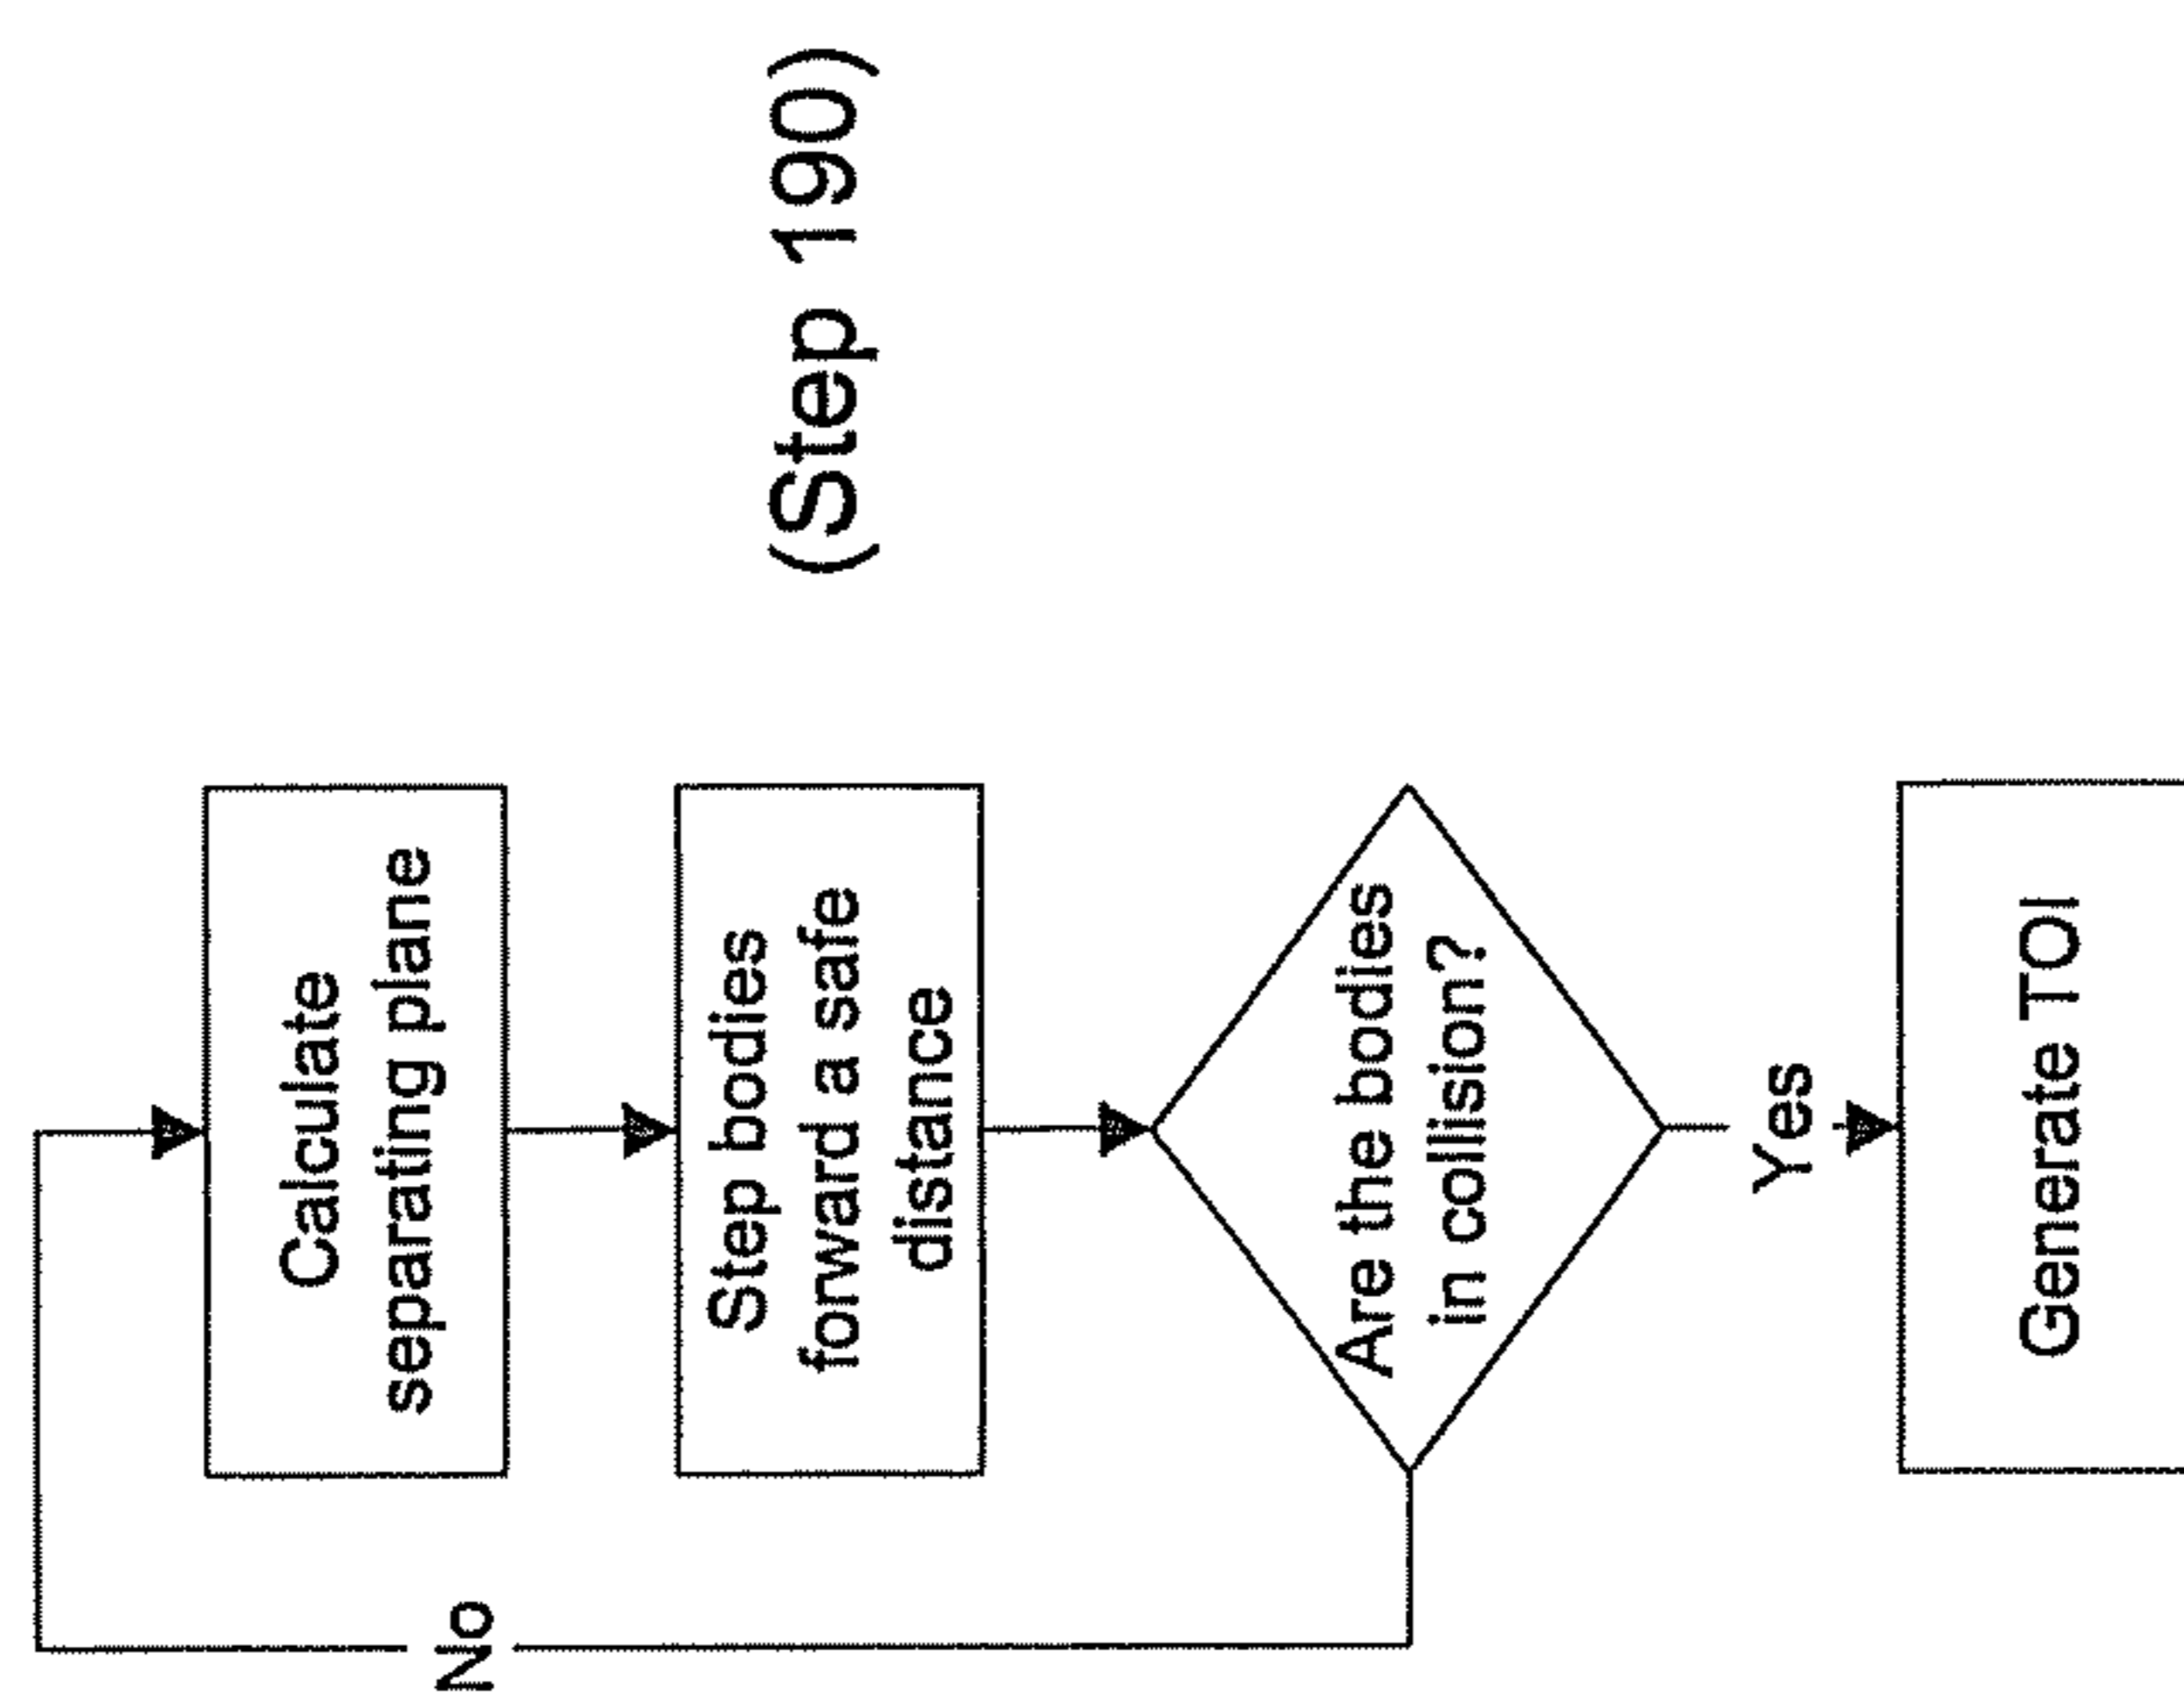 Calculate
separating plane
Step bodies
forward a safe
distance
(Step 190)
Are the bodies
in collision?
No
Yes
Generate TOI